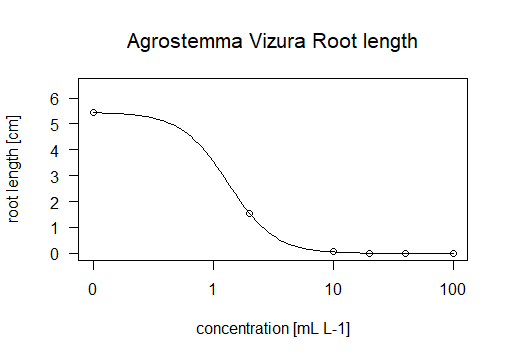 Agrostemma Vizura Root length
root length [cm]
6
5
4
3
2
1
0
0 1 10 100
concentration [mL L-1]